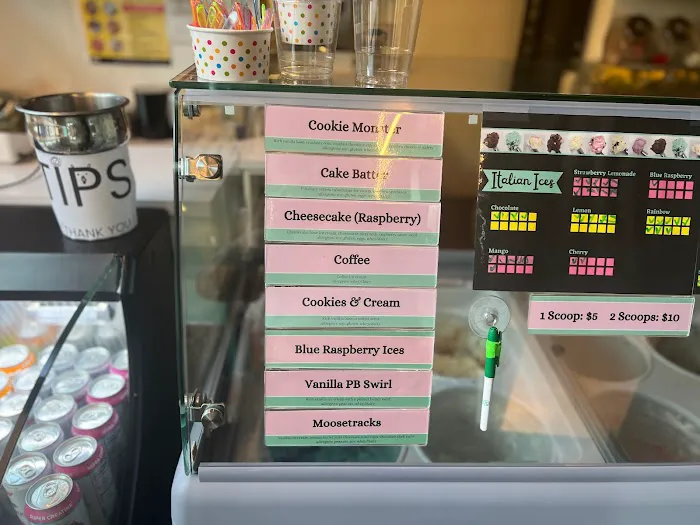 TIPS
THANK YOU
Cookie Monster
Cake Batter
Cheesecake (Raspberry)
Coffee
Cookies & Cream
Blue Raspberry Ices
Vanilla PB Swirl
Moosetracks
Italian Ices
Strawberry Lemonade
Blue Raspberry
Chocolate
Lemon
Rainbow
Mango
Cherry
1 Scoop: $5 2 Scoops: $10